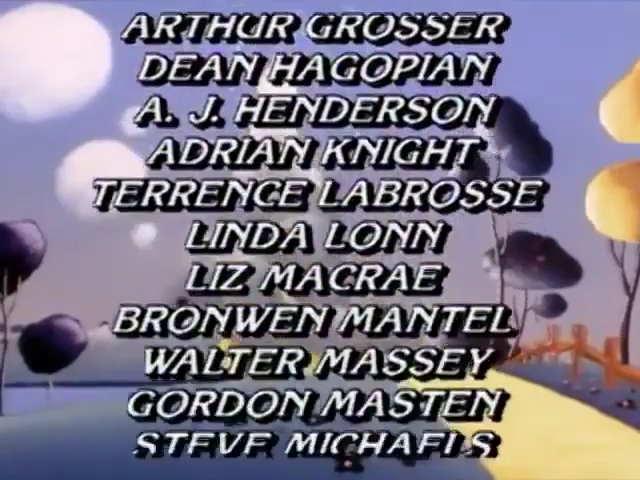 ARTHUR GROSSER
DEAN HAGOPIAN
A. J. HENDERSON
ADRIAN KNIGHT
TERRENCE LABROSSE
LINDA LONN
LIZ MACRAE
BRONWEN MANTEL
WALTER MASSEY
GORDON MASTEN
STEVE MICHAELS